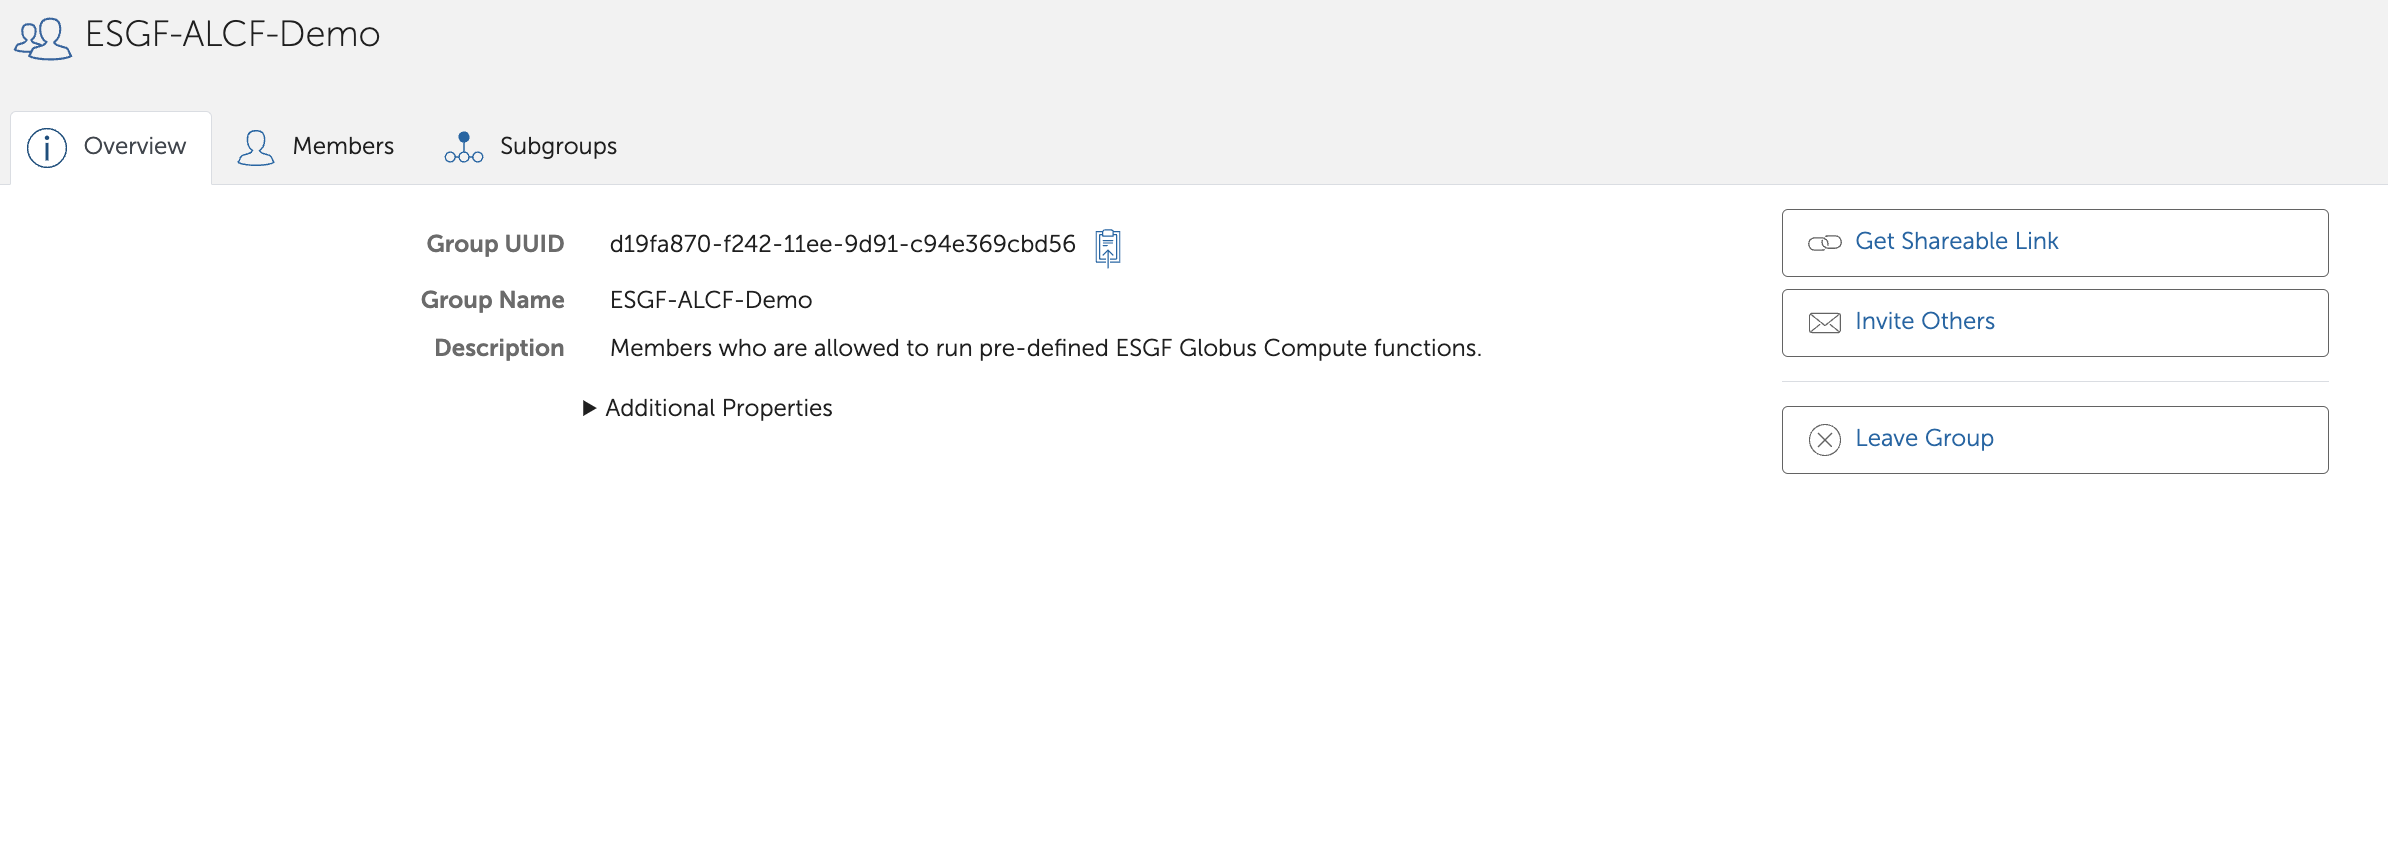 ESGF-ALCF-Demo
Overview Members Subgroups
Group UUID d19fa870-f242-11ee-9d91-c94e369cbd56
Group Name ESGF-ALCF-Demo
Description Members who are allowed to run pre-defined ESGF Globus Compute functions.
Additional Properties
Get Shareable Link
Invite Others
Leave Group